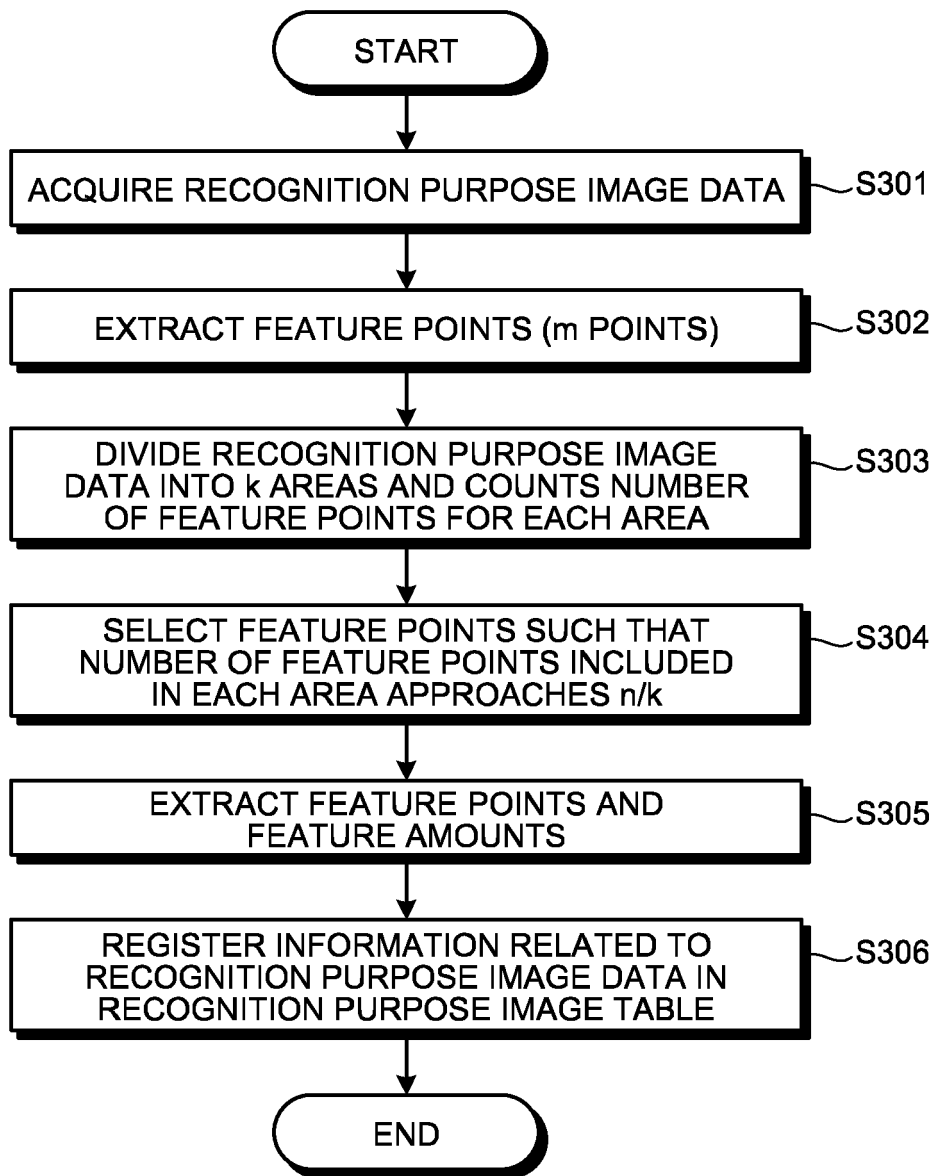 START
ACQUIRE RECOGNITION PURPOSE IMAGE DATA
S301
EXTRACT FEATURE POINTS (m POINTS)
S302
DIVIDE RECOGNITION PURPOSE IMAGE
DATA INTO k AREAS AND COUNTS NUMBER
OF FEATURE POINTS FOR EACH AREA
S303
SELECT FEATURE POINTS SUCH THAT
NUMBER OF FEATURE POINTS INCLUDED
IN EACH AREA APPROACHES n/k
S304
EXTRACT FEATURE POINTS AND
FEATURE AMOUNTS
S305
REGISTER INFORMATION RELATED TO
RECOGNITION PURPOSE IMAGE DATA IN
RECOGNITION PURPOSE IMAGE TABLE
S306
END